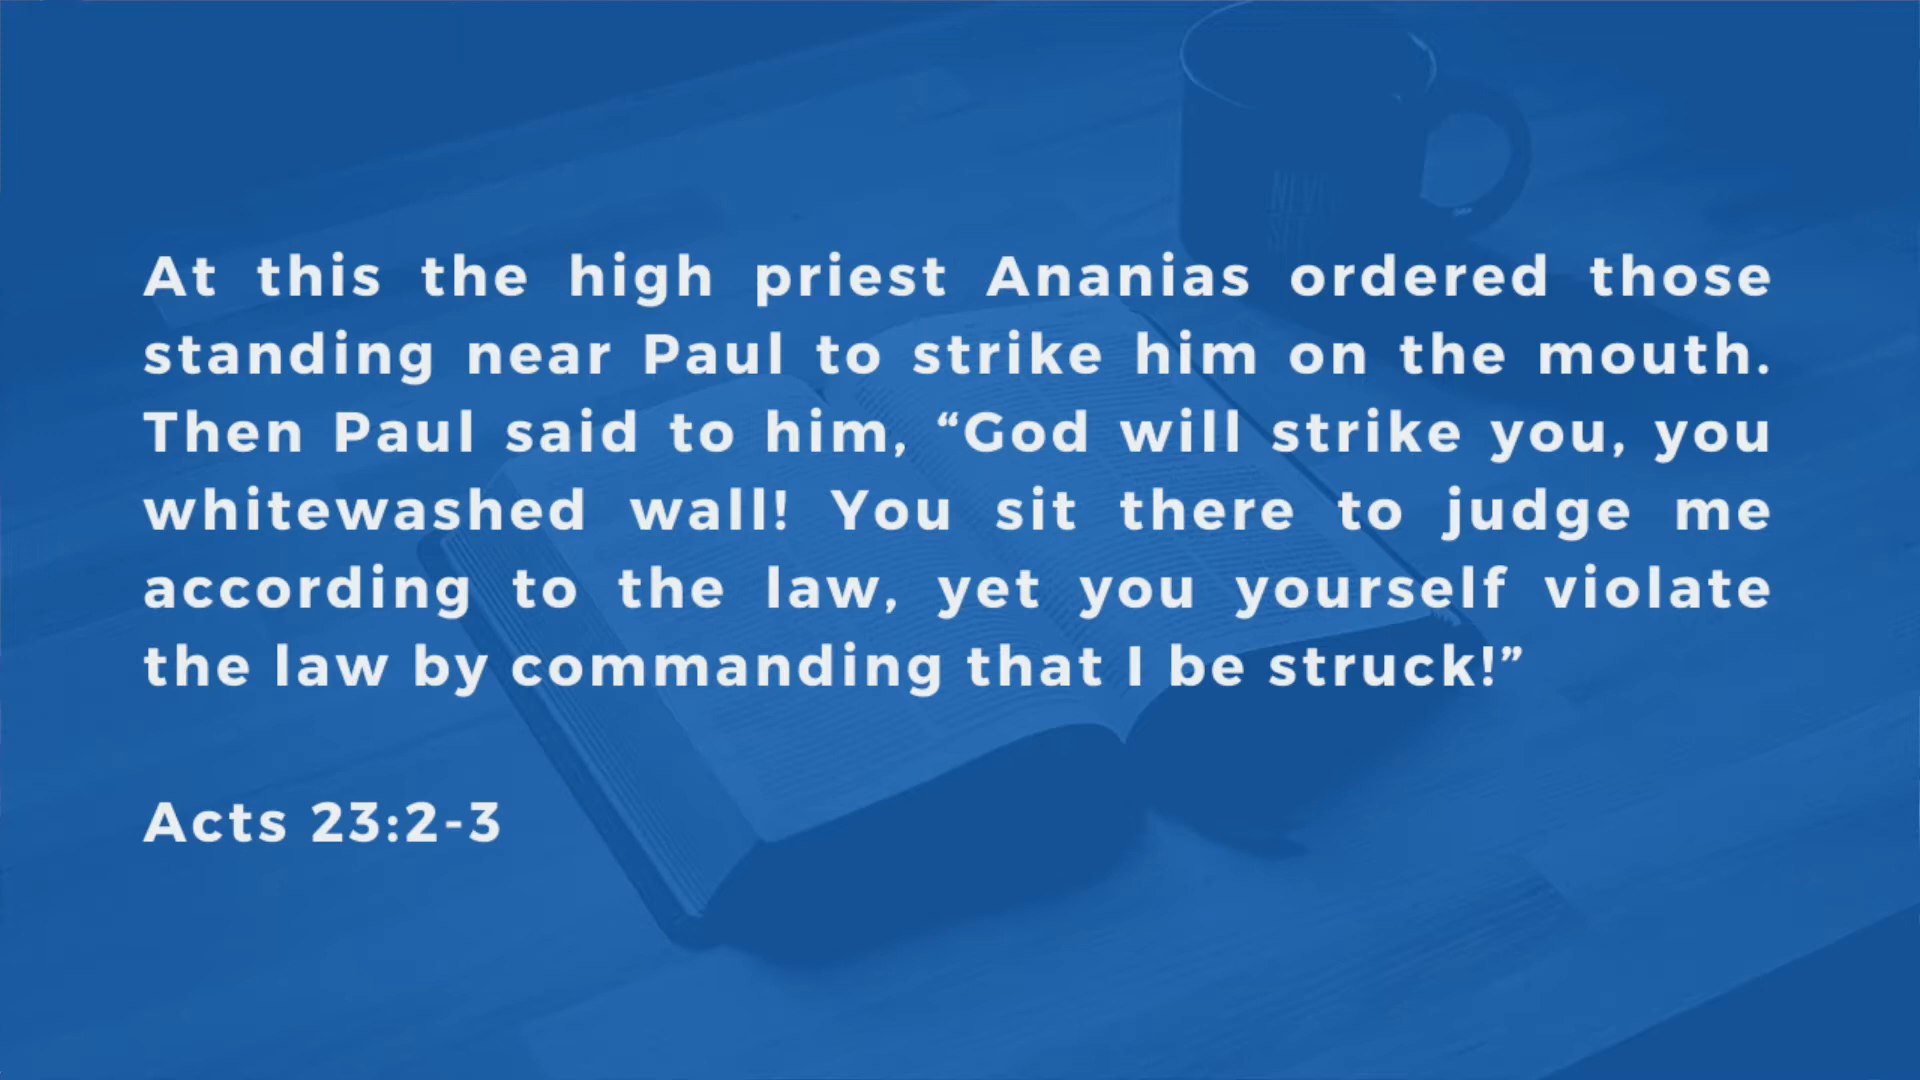 At this the high priest Ananias ordered those
standing near Paul to strike him on the mouth.
Then Paul said to him, “God will strike you, you
whitewashed wall! You sit there to judge me
according to the law, yet you yourself violate
the law by commanding that I be struck!”
Acts 23:2-3